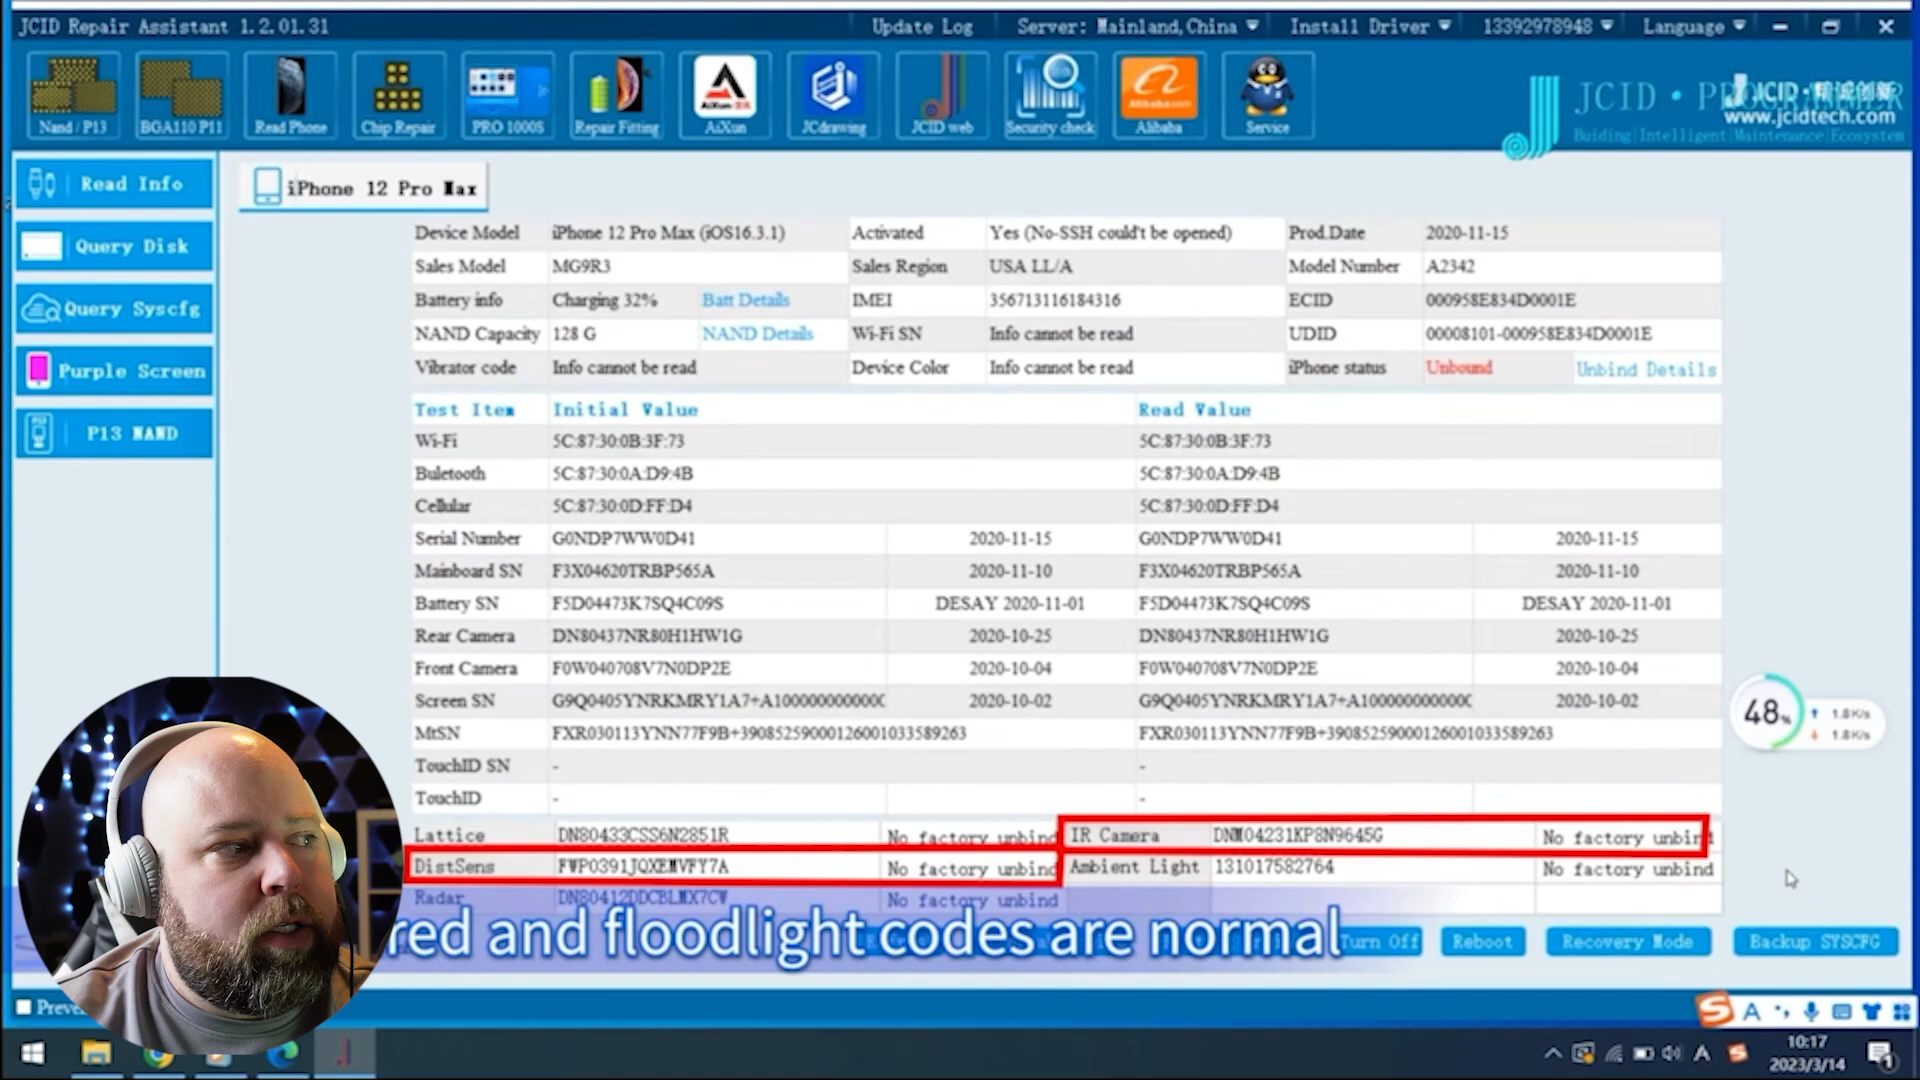 JCID Repair Assistant 1.2.01.31
Update Log
Server: Mainland,China
Install Driver
13392978948
Language
Nand / P13
BGA110 P11
Read Phone
Chip Repair
PRO 1000S
Repair Fitting
AiXun
JCdrawing
JCID web
Security check
Alibaba
Service
www.jcidtech.com
Read Info
Query Disk
Query Syscfg
Purple Screen
P13 NAND
iPhone 12 Pro Max
Device Model iPhone 12 Pro Max (iOS16.3.1) Activated Yes (No-SSH could't be opened) Prod.Date 2020-11-15
Sales Model MG9R3 Sales Region USA LL/A Model Number A2342
Battery info Charging 32% Batt Details IMEI 356713116184316 ECID 000958E834D0001E
NAND Capacity 128 G NAND Details Wi-Fi SN Info cannot be read UDID 00008101-000958E834D0001E
Vibrator code Info cannot be read Device Color Info cannot be read iPhone status Unbound Unbind Details
Test Item Initial Value Read Value
Wi-Fi 5C:87:30:0B:3F:73 5C:87:30:0B:3F:73
Buletooth 5C:87:30:0A:D9:4B 5C:87:30:0A:D9:4B
Cellular 5C:87:30:0D:FF:D4 5C:87:30:0D:FF:D4
Serial Number G0NDP7WW0D41 2020-11-15 G0NDP7WW0D41 2020-11-15
Mainboard SN F3X04620TRBP565A 2020-11-10 F3X04620TRBP565A 2020-11-10
Battery SN F5D04473K7SQ4C09S DESAY 2020-11-01 F5D04473K7SQ4C09S DESAY 2020-11-01
Rear Camera DN80437NR80H1HW1G 2020-10-25 DN80437NR80H1HW1G 2020-10-25
Front Camera F0W040708V7N0DP2E 2020-10-04 F0W040708V7N0DP2E 2020-10-04
Screen SN G9Q0405YNRKMRY1A7+A100000000000C 2020-10-02 G9Q0405YNRKMRY1A7+A100000000000C 2020-10-02
MtSN FXR030113YNN77F9B+39085259000126001033589263 FXR030113YNN77F9B+39085259000126001033589263
TouchID SN - -
TouchID - -
Lattice DN80433CSS6N2851R No factory unbind IR Camera DNM04231KP8N9645G No factory unbind
DistSens FWP0391JQXEMVFY7A No factory unbind Ambient Light 131017582764 No factory unbind
Radar DN80412DDCBLMX7CW No factory unbind
red and floodlight codes are normal
Turn Off
Reboot
Recovery Mode
Backup SYSCFG
48%
1.8K/s
1.8K/s
10:17
2023/3/14